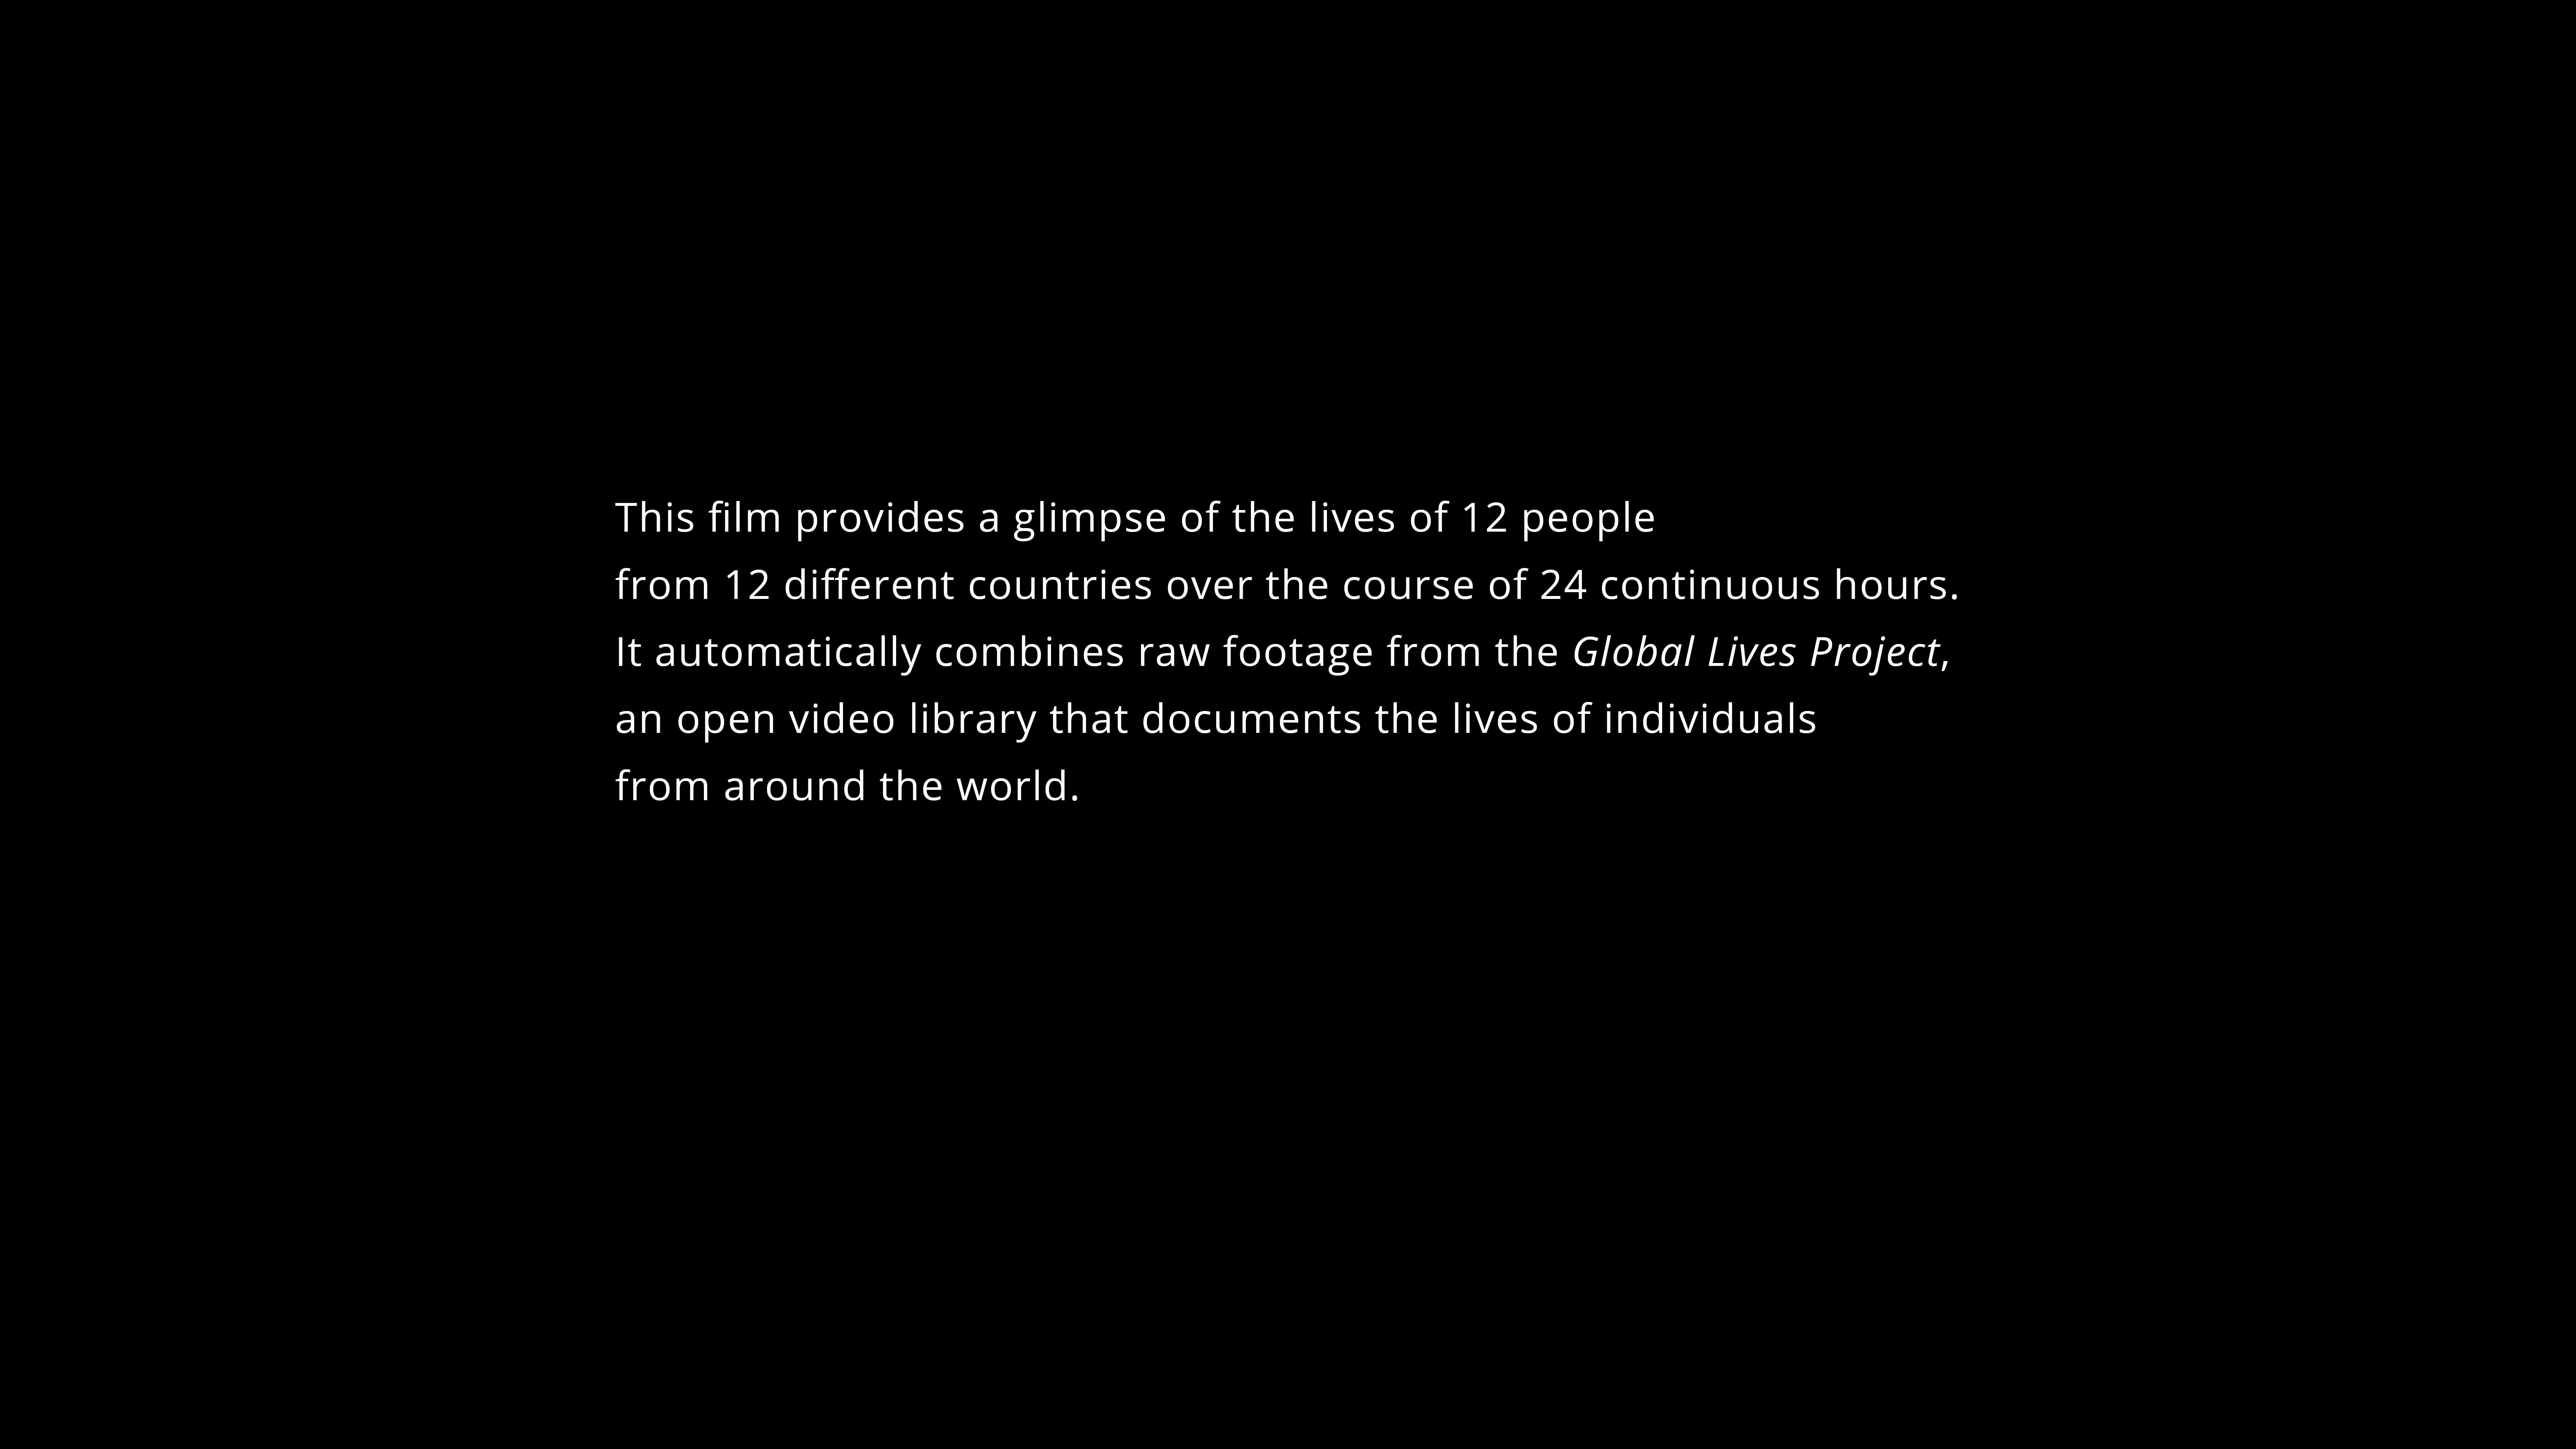 This film provides a glimpse of the lives of 12 people
from 12 different countries over the course of 24 continuous hours.
It automatically combines raw footage from the Global Lives Project,
an open video library that documents the lives of individuals
from around the world.